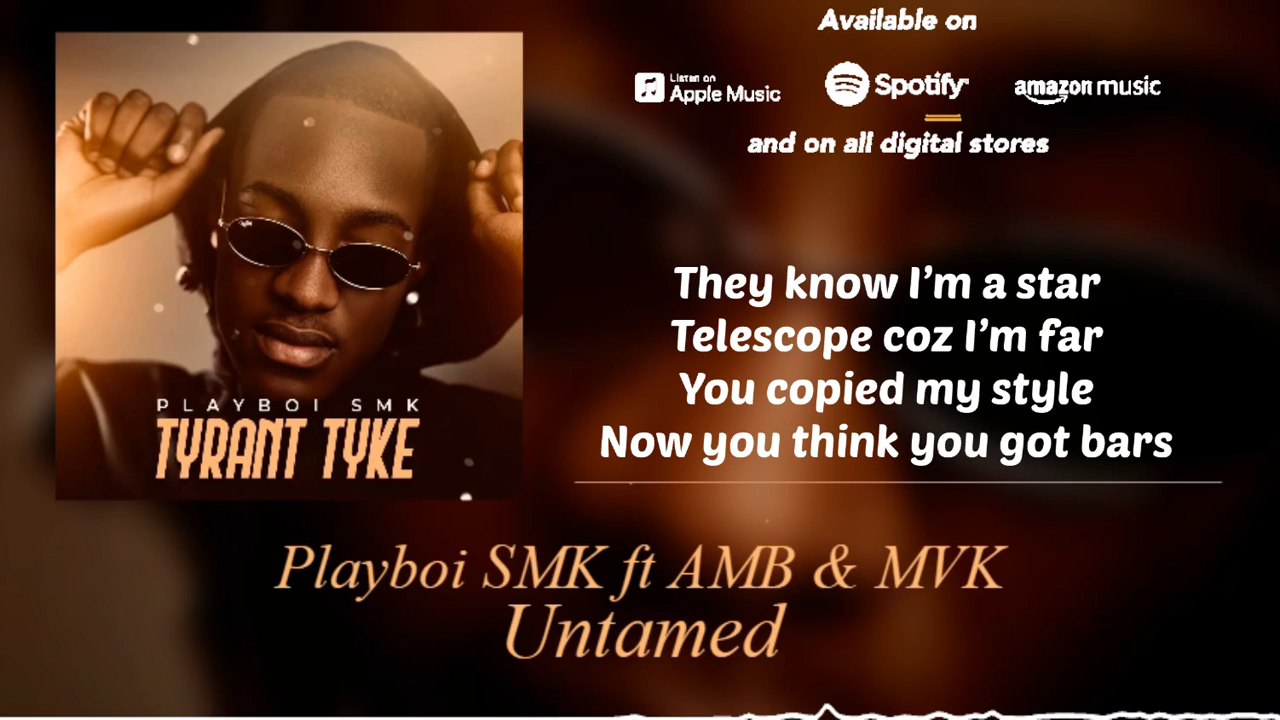 Available on
Listen on
Apple Music
Spotify
amazon music
and on all digital stores
They know I’m a star
Telescope coz I’m far
You copied my style
Now you think you got bars
PLAYBOI SMK
TYRANT TYKE
Playboi SMK ft AMB & MVK
Untamed